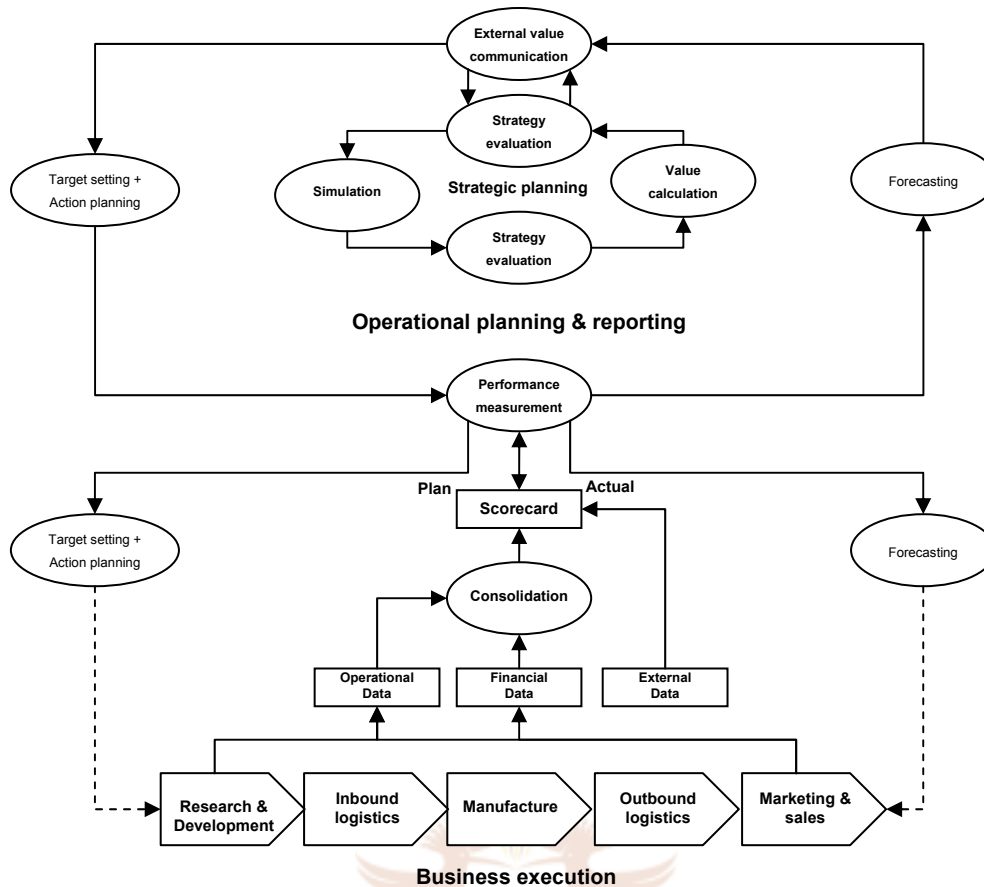 External value
communication
Strategy
evaluation
Target setting +
Action planning
Simulation
Strategic planning
Value
calculation
Forecasting
Strategy
evaluation
Operational planning & reporting
Performance
measurement
Plan
Actual
Scorecard
Target setting +
Action planning
Forecasting
Consolidation
Operational
Data
Financial
Data
External
Data
Research &
Development
Inbound
logistics
Manufacture
Outbound
logistics
Marketing &
sales
Business execution